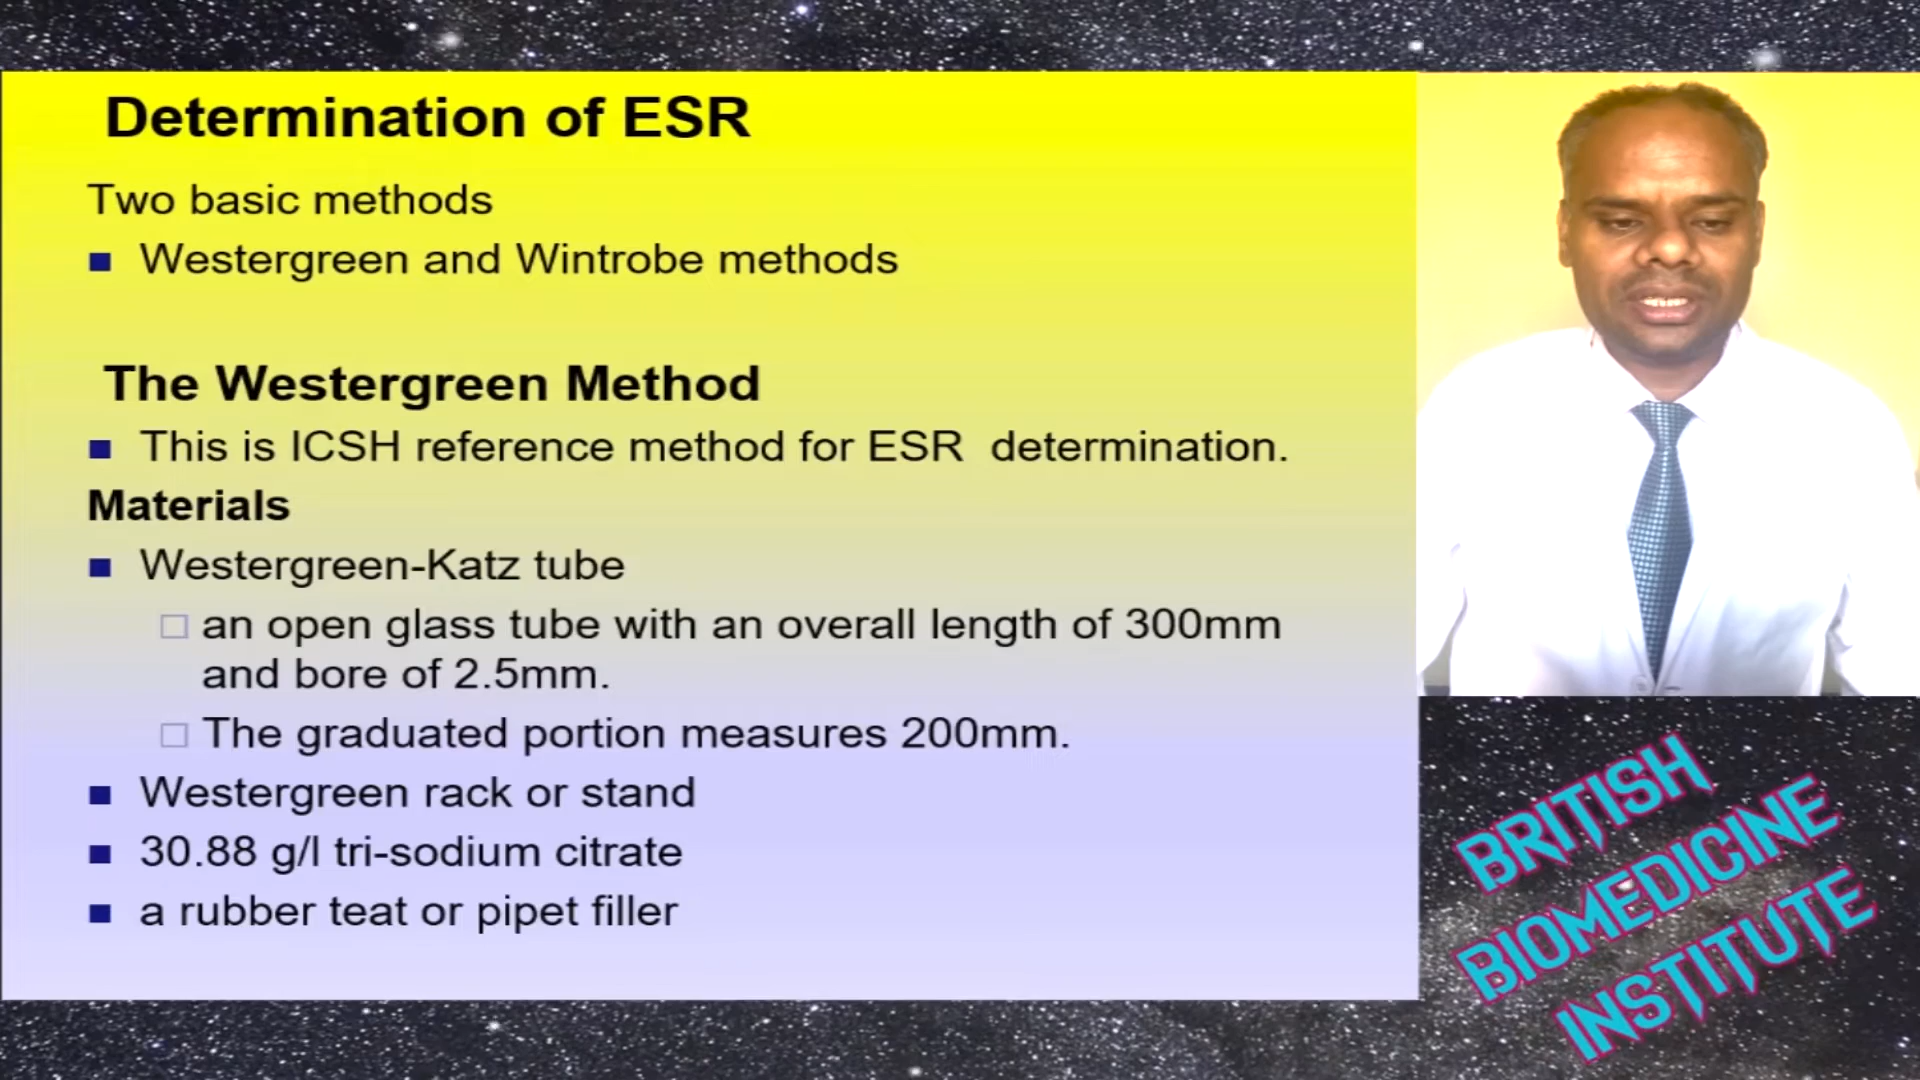 Determination of ESR
Two basic methods
Westergreen and Wintrobe methods
The Westergreen Method
This is ICSH reference method for ESR determination.
Materials
Westergreen-Katz tube
an open glass tube with an overall length of 300mm
and bore of 2.5mm.
The graduated portion measures 200mm.
Westergreen rack or stand
30.88 g/l tri-sodium citrate
a rubber teat or pipet filler
BRITISH
BIOMEDICINE
INSTITUTE